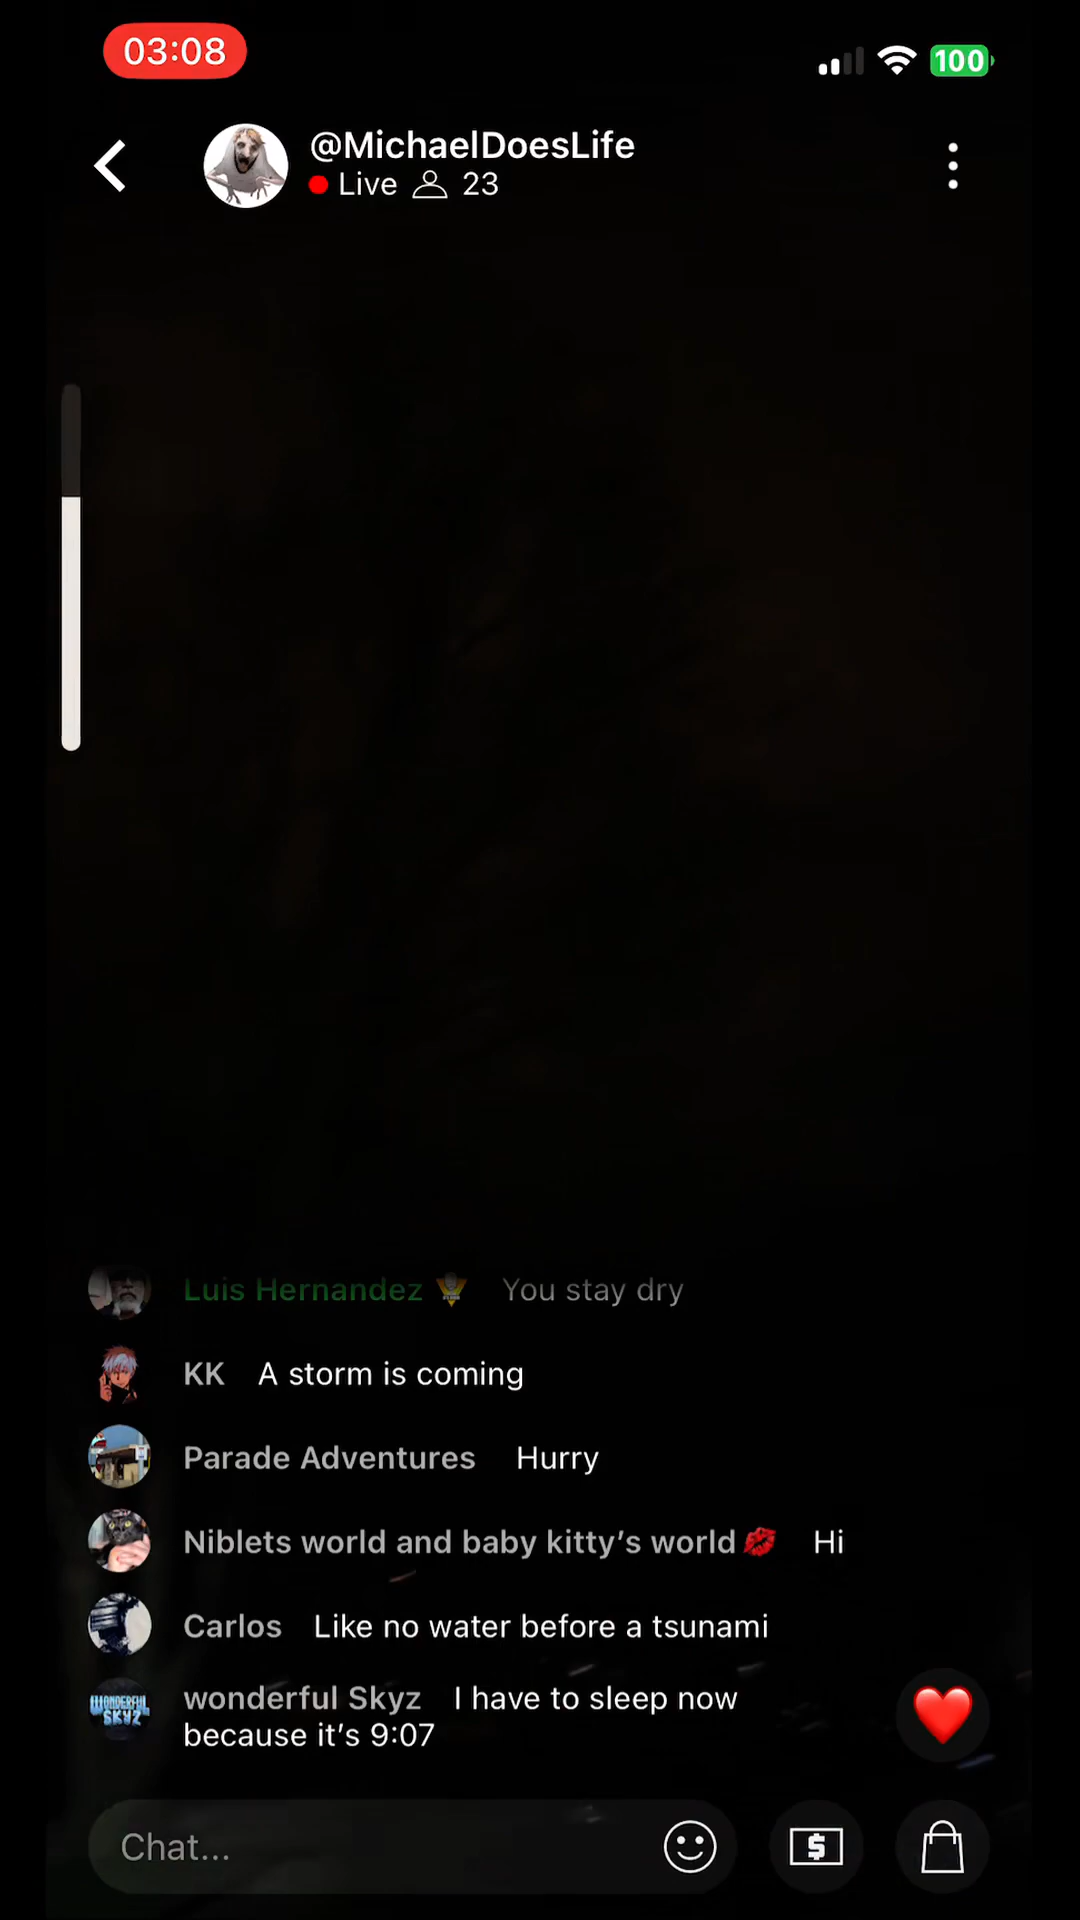 03:08
100
@MichaelDoesLife
Live 23
Luis Hernandez You stay dry
KK A storm is coming
Parade Adventures Hurry
Niblets world and baby kitty’s world💋 Hi
Carlos Like no water before a tsunami
WONDERFUL
SKYZ
wonderful Skyz I have to sleep now
because it’s 9:07
Chat...
$